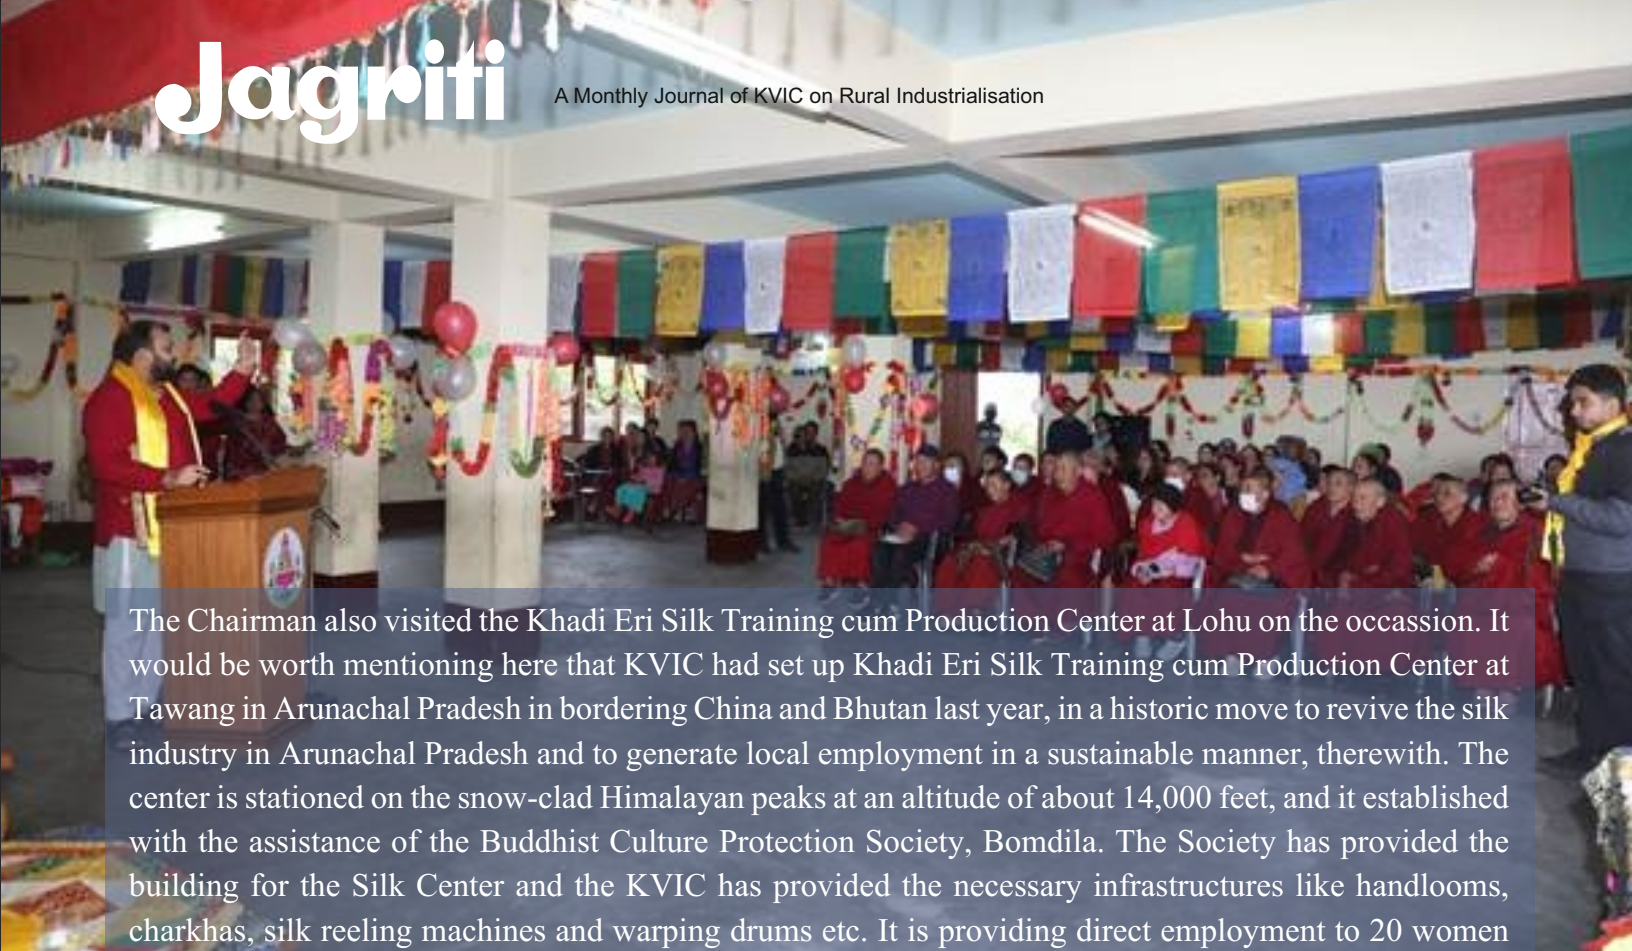 Jagriti
A Monthly Journal of KVIC on Rural Industrialisation
The Chairman also visited the Khadi Eri Silk Training cum Production Center at Lohu on the occassion. It
would be worth mentioning here that KVIC had set up Khadi Eri Silk Training cum Production Center at
Tawang in Arunachal Pradesh in bordering China and Bhutan last year, in a historic move to revive the silk
industry in Arunachal Pradesh and to generate local employment in a sustainable manner, therewith. The
center is stationed on the snow-clad Himalayan peaks at an altitude of about 14,000 feet, and it established
with the assistance of the Buddhist Culture Protection Society, Bomdila. The Society has provided the
building for the Silk Center and the KVIC has provided the necessary infrastructures like handlooms,
charkhas, silk reeling machines and warping drums etc. It is providing direct employment to 20 women